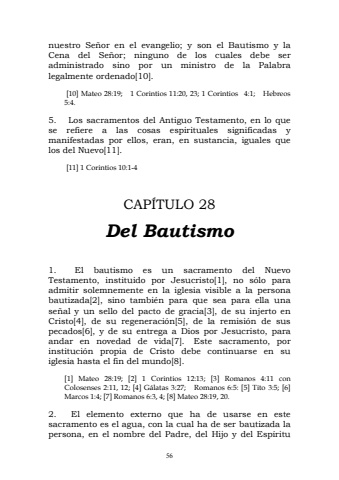 nuestro Señor en el evangelio; y son el Bautismo y la
Cena del Señor; ninguno de los cuales debe ser
administrado sino por un ministro de la Palabra
legalmente ordenado[10].
[10] Mateo 28:19; 1 Corintios 11:20, 23; 1 Corintios 4:1; Hebreos
5:4.
5. Los sacramentos del Antiguo Testamento, en lo que
se refiere a las cosas espirituales significadas y
manifestadas por ellos, eran, en sustancia, iguales que
los del Nuevo[11].
[11] 1 Corintios 10:1-4
CAPÍTULO 28
Del Bautismo
1. El bautismo es un sacramento del Nuevo
Testamento, instituido por Jesucristo[1], no sólo para
admitir solemnemente en la iglesia visible a la persona
bautizada[2], sino también para que sea para ella una
señal y un sello del pacto de gracia[3], de su injerto en
Cristo[4], de su regeneración[5], de la remisión de sus
pecados[6], y de su entrega a Dios por Jesucristo, para
andar en novedad de vida[7]. Este sacramento, por
institución propia de Cristo debe continuarse en su
iglesia hasta el fin del mundo[8].
[1] Mateo 28:19; [2] 1 Corintios 12:13; [3] Romanos 4:11 con
Colosenses 2:11, 12; [4] Gálatas 3:27; Romanos 6:5; [5] Tito 3:5; [6]
Marcos 1:4; [7] Romanos 6:3, 4; [8] Mateo 28:19, 20.
2. El elemento externo que ha de usarse en este
sacramento es el agua, con la cual ha de ser bautizada la
persona, en el nombre del Padre, del Hijo y del Espíritu
56